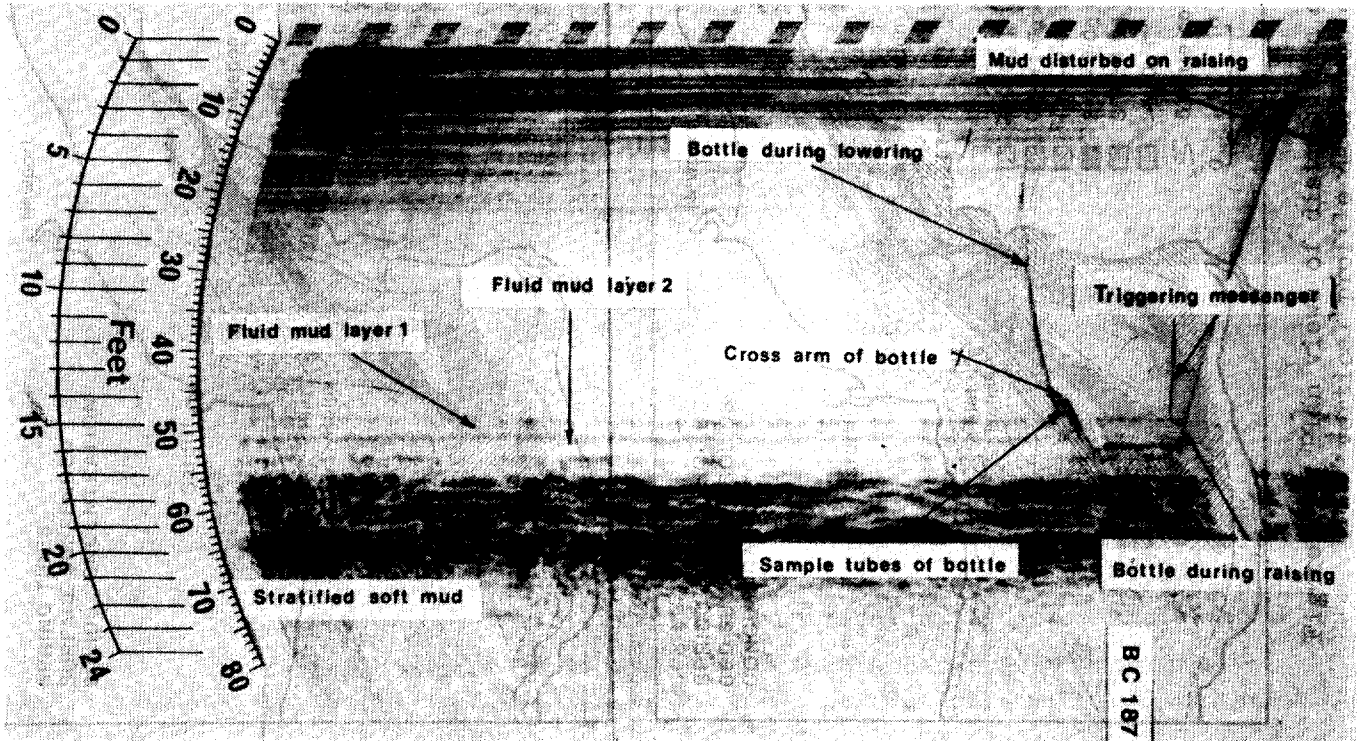 0
5
10
15
20
24
Feet
0
10
20
30
40
50
60
70
80
Mud disturbed on raising
Bottle during lowering
Fluid mud layer 2
Triggering messanger
Fluid mud layer 1
Cross arm of bottle
Sample tubes of bottle
Bottle during raising
Stratified soft mud
BC 187